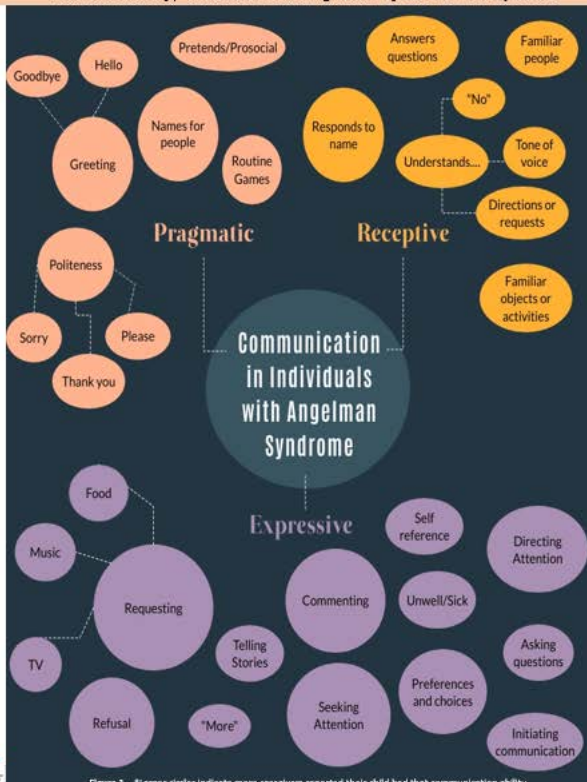 Pretends/Prosocial
Goodbye
Hello
Greeting
Names for
people
Routine
Games
Pragmatic
Politeness
Sorry
Please
Thank you
Answers
questions
Familiar
people
"No"
Responds to
name
Understands....
Tone of
voice
Directions or
requests
Receptive
Familiar
objects or
activities
Communication
in Individuals
with Angelman
Syndrome
Expressive
Food
Music
Requesting
TV
Refusal
"More"
Telling
Stories
Commenting
Seeking
Attention
Self
reference
Unwell/Sick
Preferences
and choices
Directing
Attention
Asking
questions
Initiating
communication